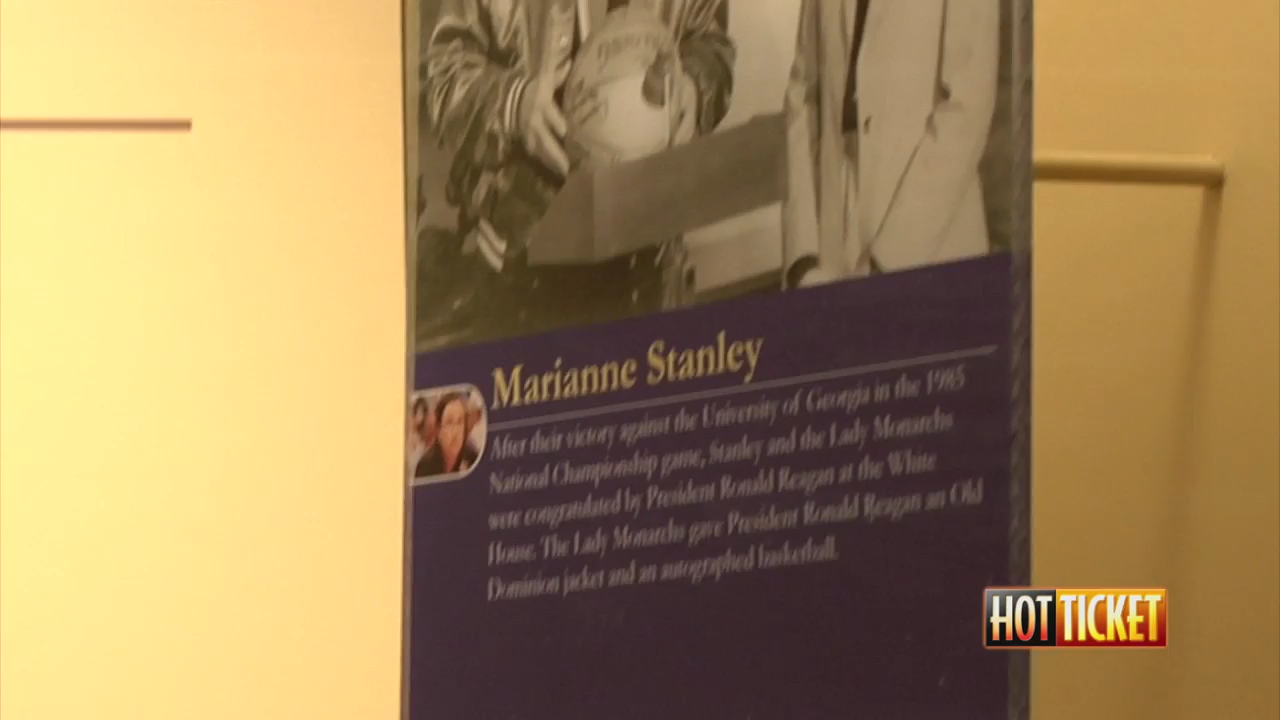 Marianne Stanley
After their victory against the University of Georgia in the 1985
National Championship game, Stanley and the Lady Monarchs
were congratulated by President Ronald Reagan at the White
House. The Lady Monarchs gave President Ronald Reagan an Old
Dominion jacket and an autographed basketball.
HOT TICKET